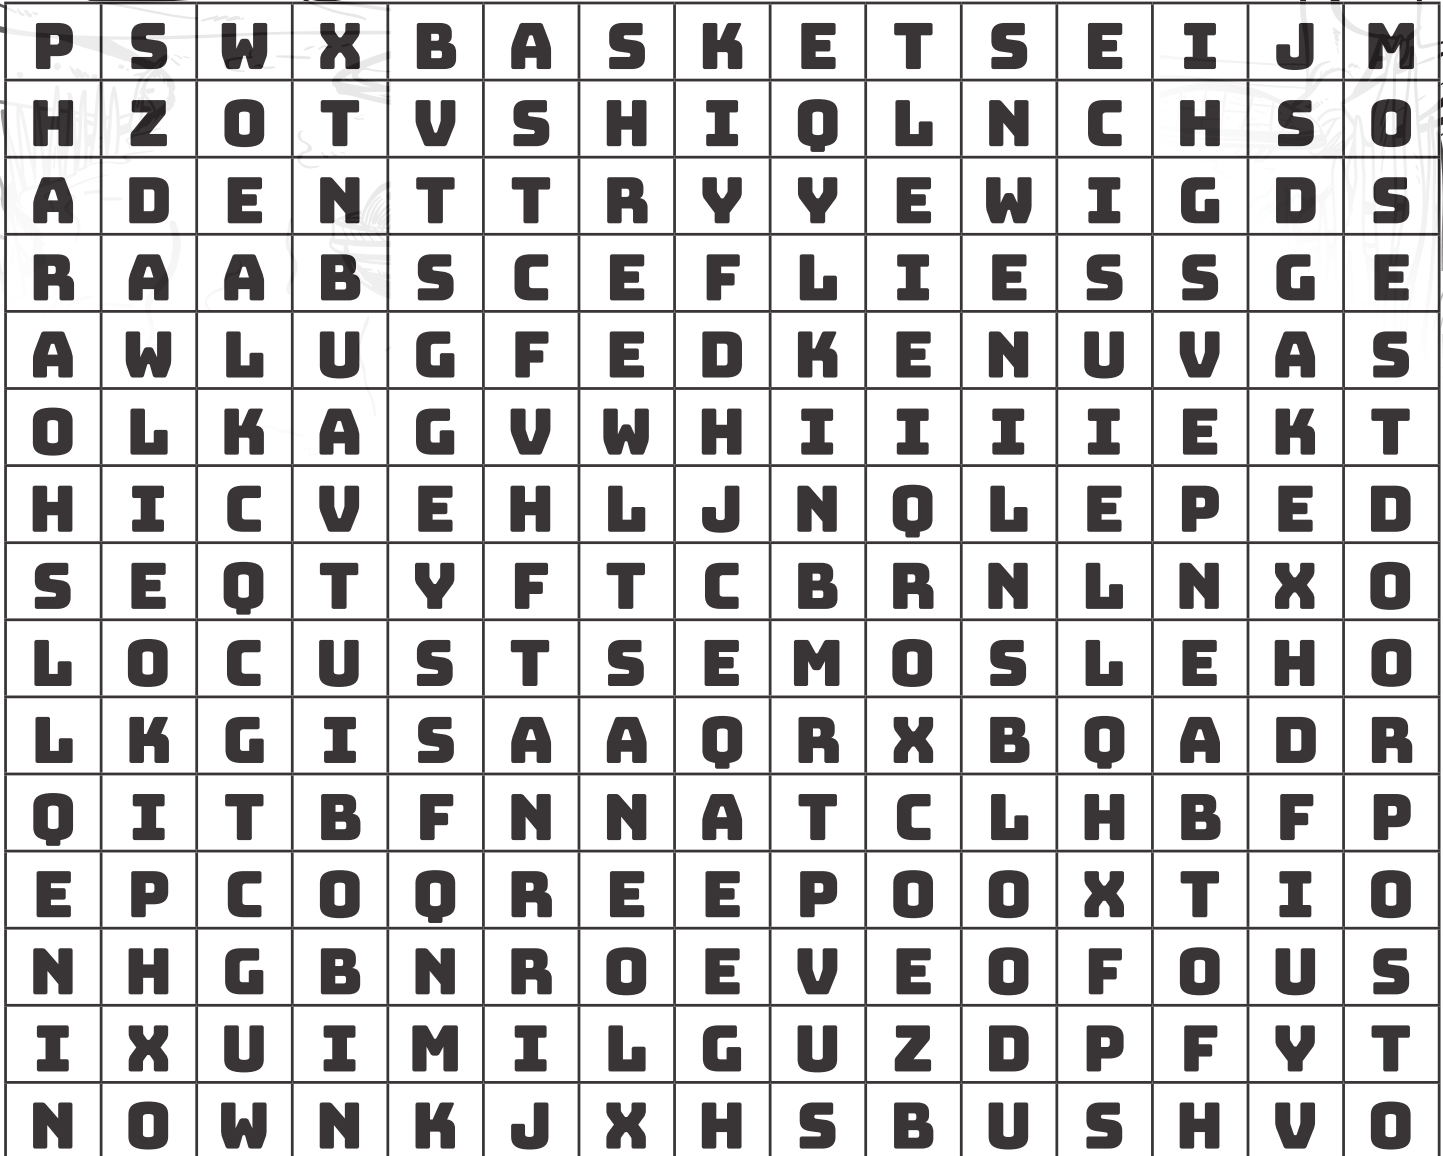 P S W X B A S K E T S E I J M
H Z O T V S H I Q L N C H S O
A D E N T T R Y Y E W I G D S
R A A B S C E F L I E S S G E
A W L U G F E D K E N U V A S
O L K A G V W H I I I I E K T
H I C V E H L J N Q L E P E D
S E Q T Y F T C B R N L N X O
L O C U S T S E M O S L E H O
L K G I S A A Q R X B Q A D R
Q I T B F N N A T C L H B F P
E P C O Q R E E P O O X T I O
N H G B N R O E V E O F O U S
I X U I M I L G U Z D P F Y T
N O W N K J X H S B U S H V O